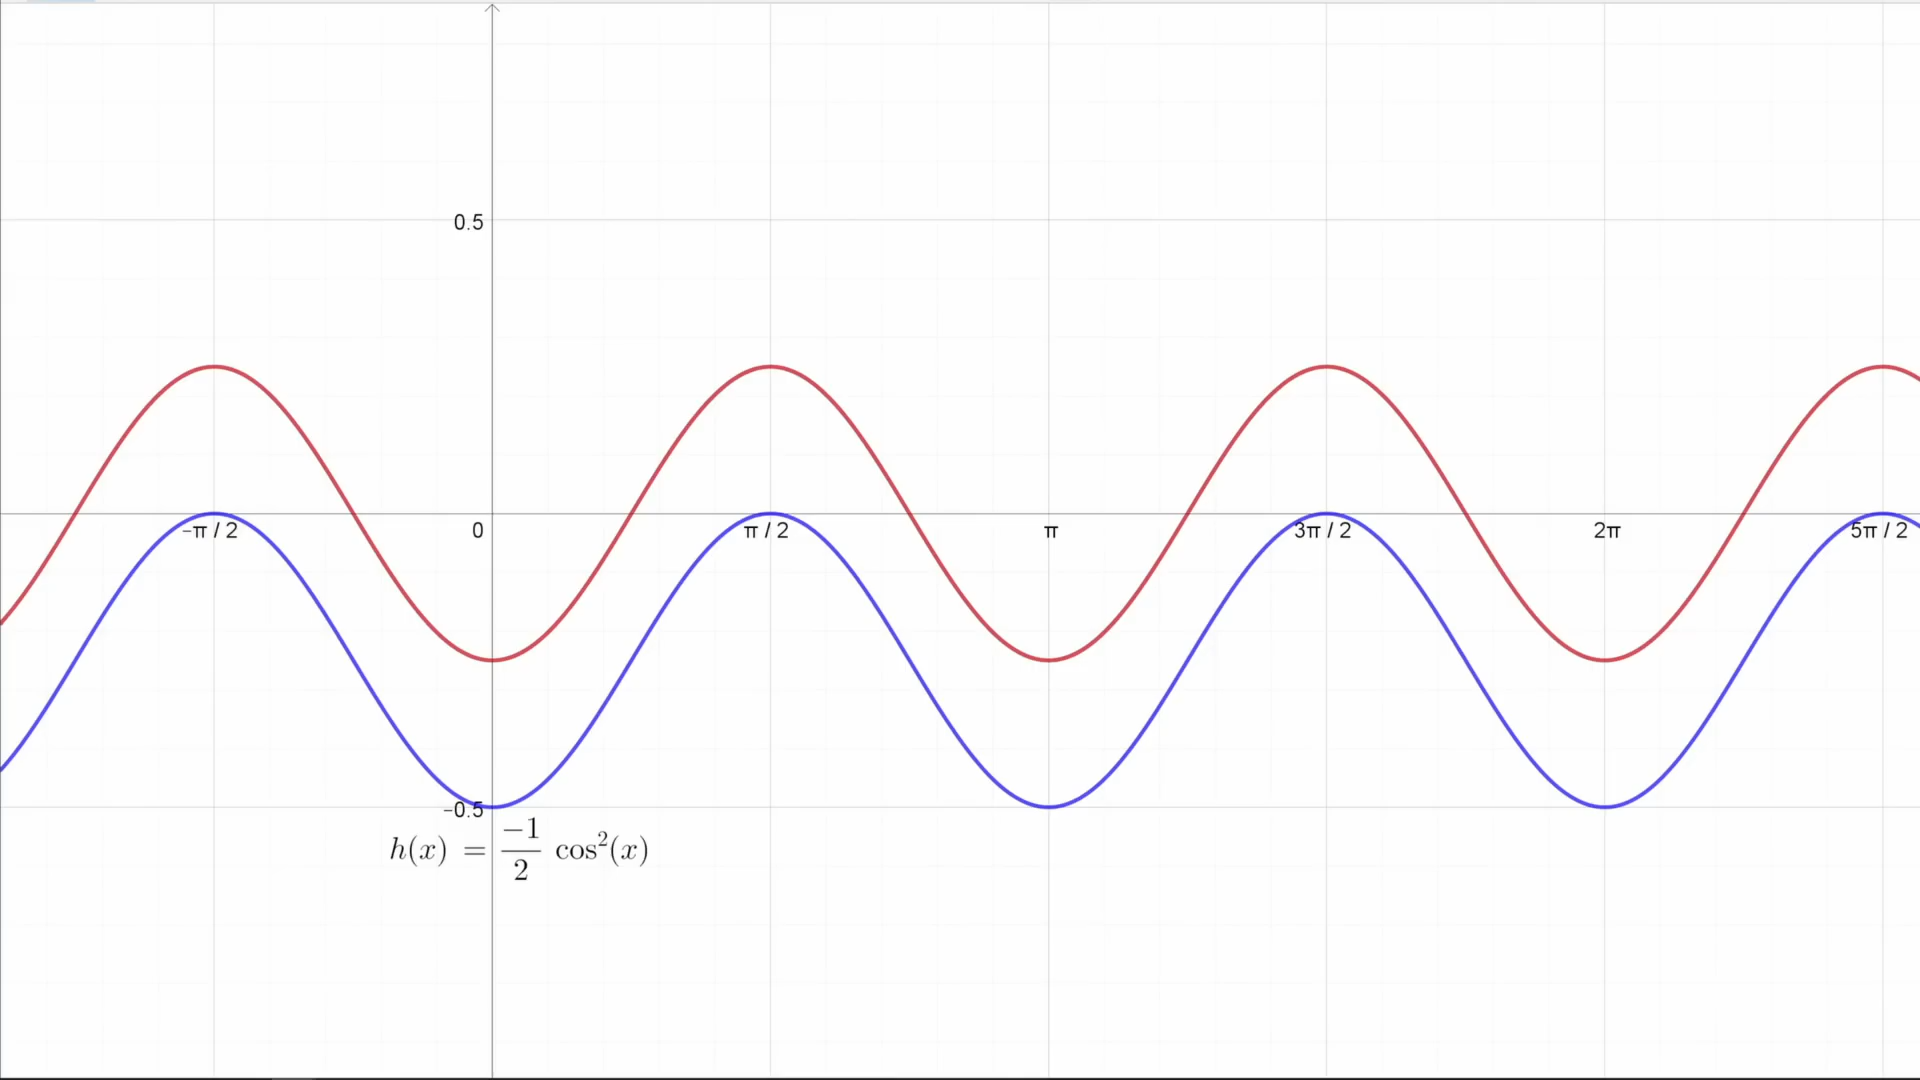 0.5
−π / 2
0
π / 2
π
3π / 2
2π
5π / 2
−0.5
h(x) = −1/2 cos²(x)